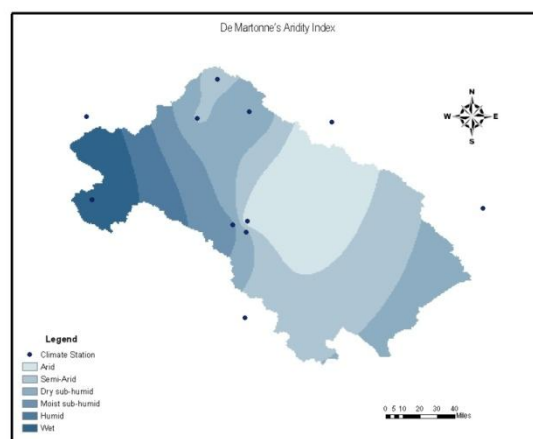 De Martonne's Aridity Index
N
W E
S
Legend
Climate Station
Arid
Semi-Arid
Dry sub-humid
Moist sub-humid
Humid
Wet
0 5 10 20 30 40
Miles